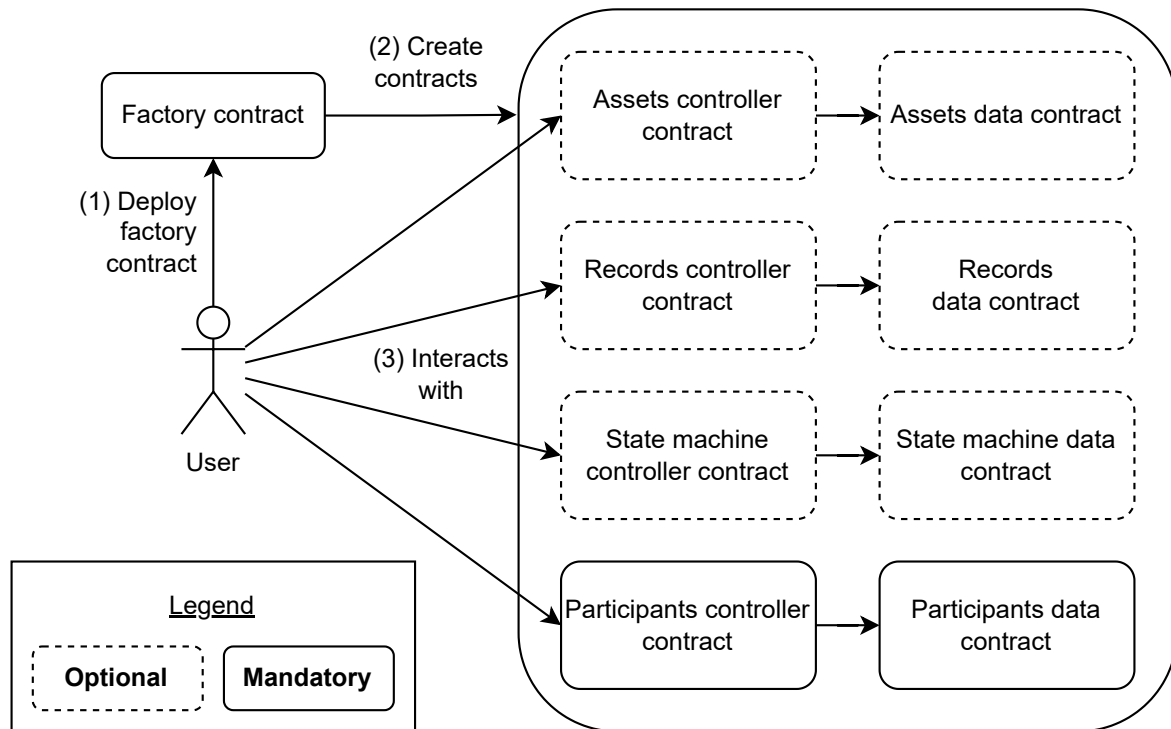 (2) Create
contracts
Factory contract
(1) Deploy
factory
contract
User
(3) Interacts
with
Assets controller
contract
Assets data contract
Records controller
contract
Records
data contract
State machine
controller contract
State machine data
contract
Participants controller
contract
Participants data
contract
Legend
Optional
Mandatory